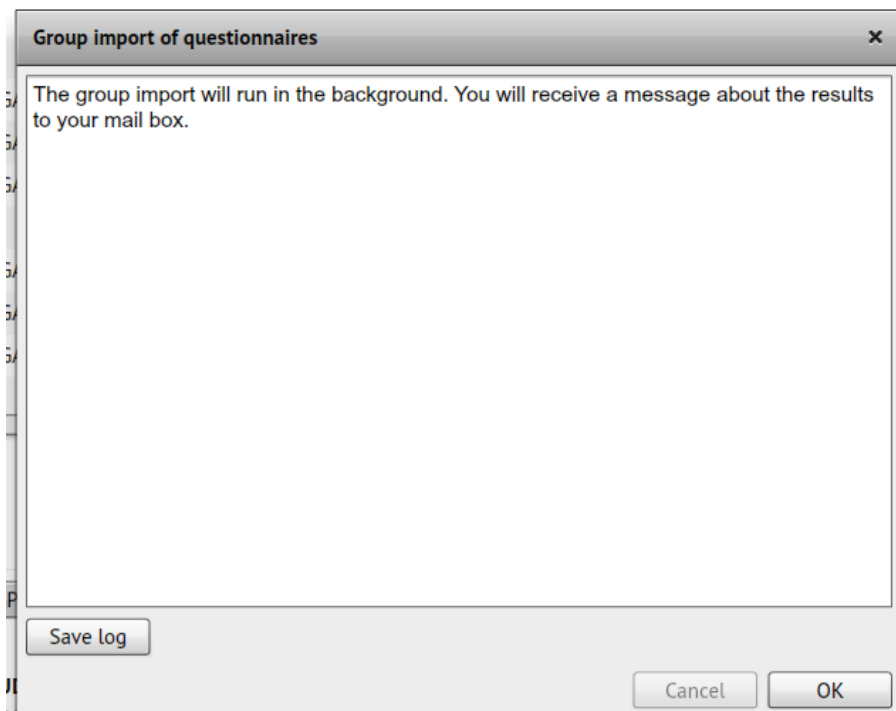 Group import of questionnaires
The group import will run in the background. You will receive a message about the results
to your mail box.
Save log
Cancel
OK